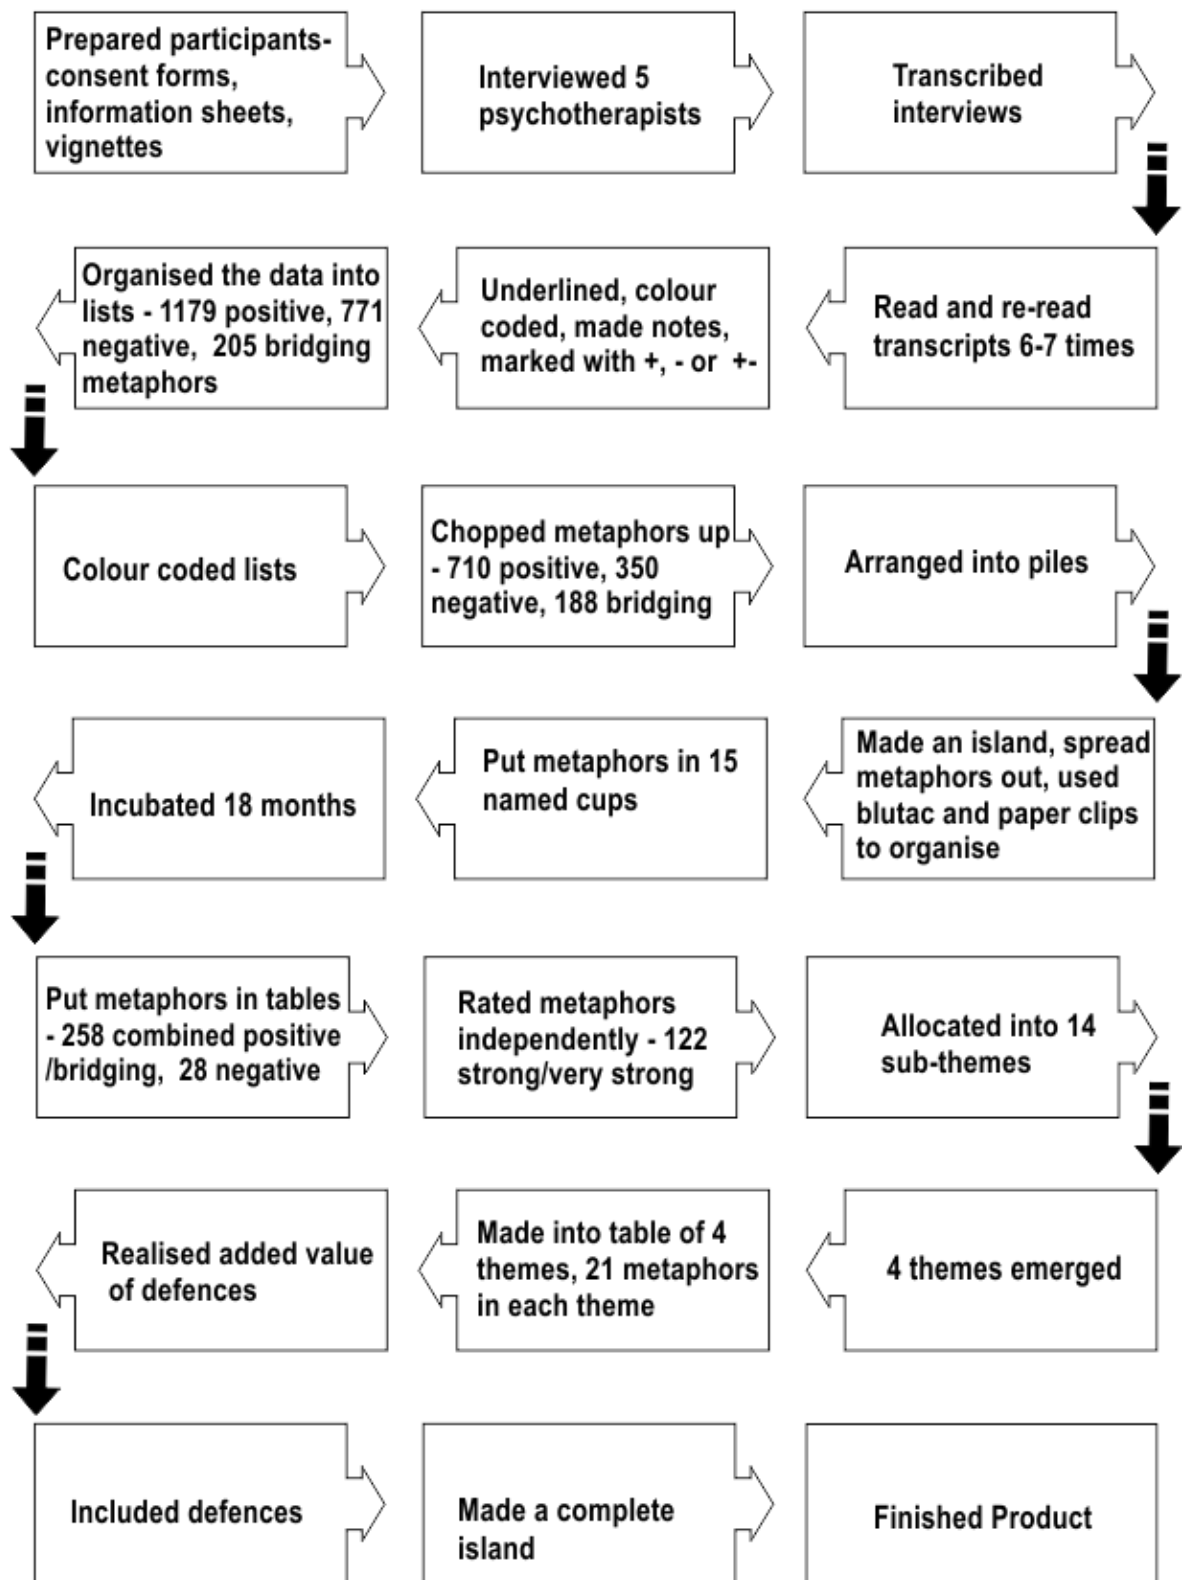 Prepared participants-
consent forms,
information sheets,
vignettes
Interviewed 5
psychotherapists
Transcribed
interviews
Read and re-read
transcripts 6-7 times
Underlined, colour
coded, made notes,
marked with +, - or +-
Organised the data into
lists - 1179 positive, 771
negative, 205 bridging
metaphors
Colour coded lists
Chopped metaphors up
- 710 positive, 350
negative, 188 bridging
Arranged into piles
Made an island, spread
metaphors out, used
blutac and paper clips
to organise
Put metaphors in 15
named cups
Incubated 18 months
Put metaphors in tables
- 258 combined positive
/bridging, 28 negative
Rated metaphors
independently - 122
strong/very strong
Allocated into 14
sub-themes
4 themes emerged
Made into table of 4
themes, 21 metaphors
in each theme
Realised added value
of defences
Included defences
Made a complete
island
Finished Product